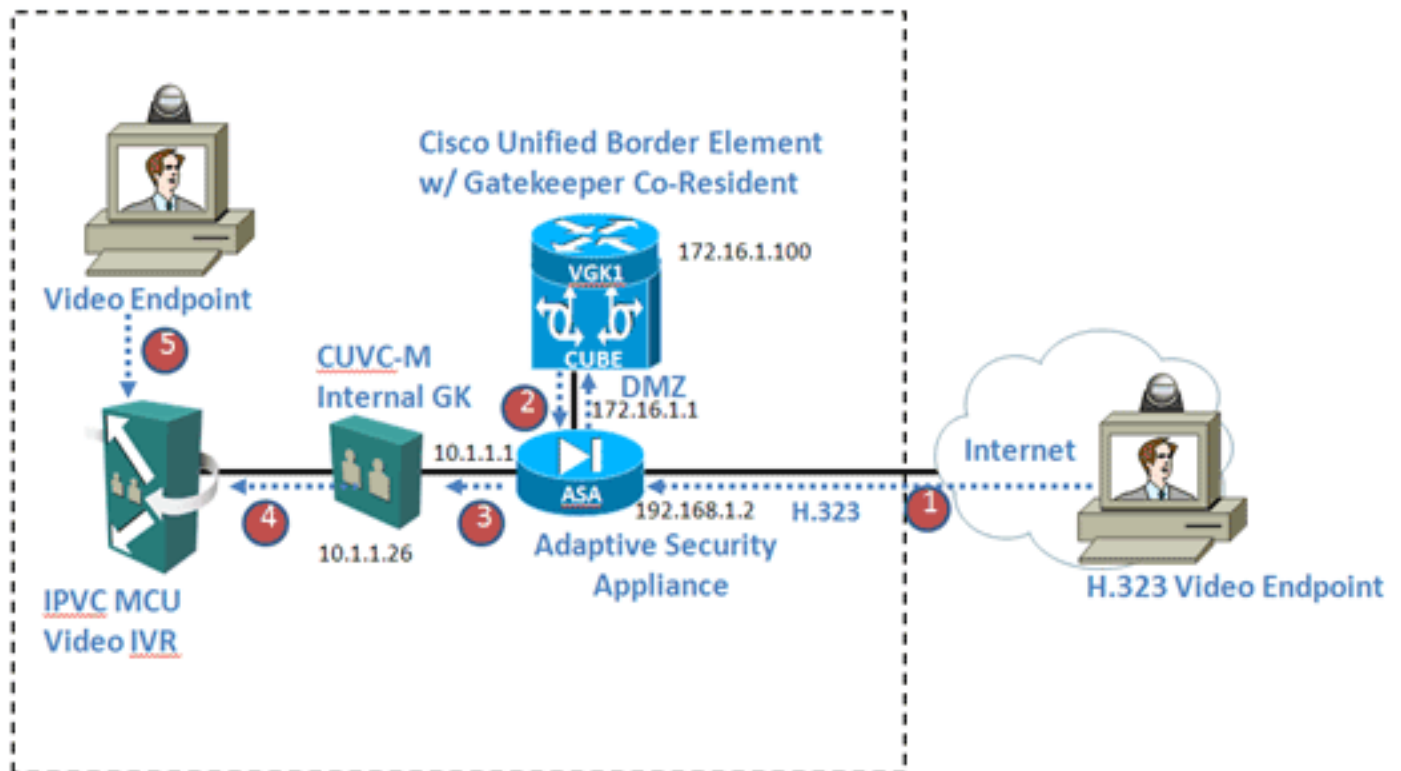 Cisco Unified Border Element
w/ Gatekeeper Co-Resident
172.16.1.100
VGK1
CUBE
Video Endpoint
5
CUVC-M
Internal GK
2
DMZ
172.16.1.1
10.1.1.1
ASA
Internet
192.168.1.2
H.323
1
4
3
10.1.1.26
Adaptive Security
Appliance
IPVC MCU
Video IVR
H.323 Video Endpoint